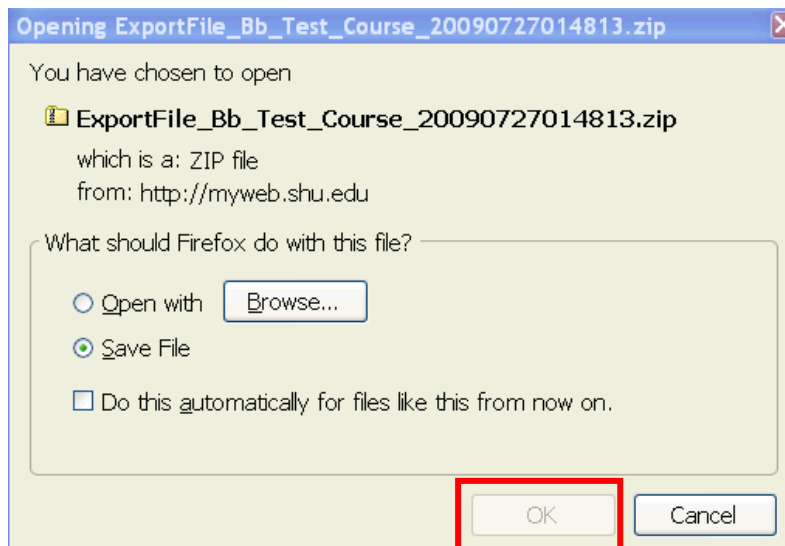 Opening ExportFile_Bb_Test_Course_20090727014813.zip
You have chosen to open
ExportFile_Bb_Test_Course_20090727014813.zip
which is a: ZIP file
from: http://myweb.shu.edu
What should Firefox do with this file?
Open with Browse...
Save File
Do this automatically for files like this from now on.
OK Cancel